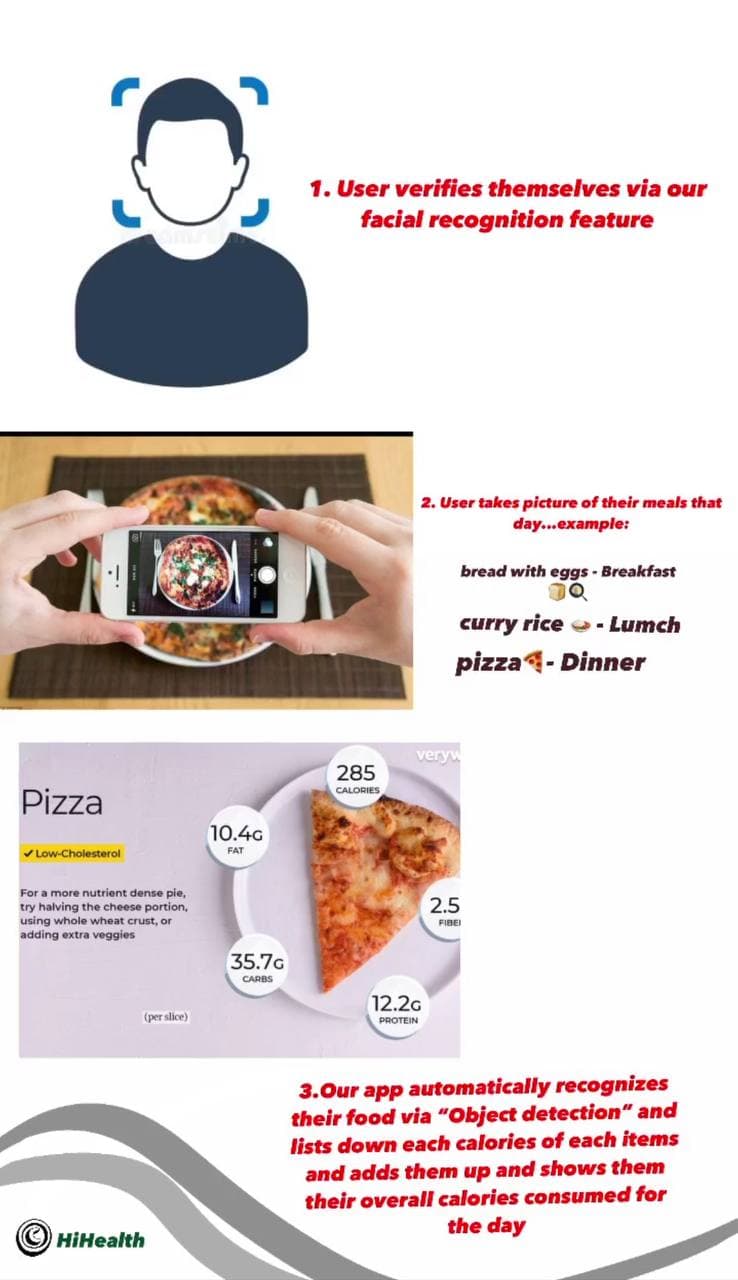 1. User verifies themselves via our
facial recognition feature
2. User takes picture of their meals that
day...example:
bread with eggs - Breakfast
🍞🍳
curry rice 🍛 - Lumch
pizza🍕- Dinner
Pizza
✓ Low-Cholesterol
For a more nutrient dense pie,
try halving the cheese portion,
using whole wheat crust, or
adding extra veggies
(per slice)
285
CALORIES
10.4G
FAT
2.5
35.7G
CARBS
12.2G
PROTEIN
3.Our app automatically recognizes
their food via “Object detection” and
lists down each calories of each items
and adds them up and shows them
their overall calories consumed for
the day
HiHealth